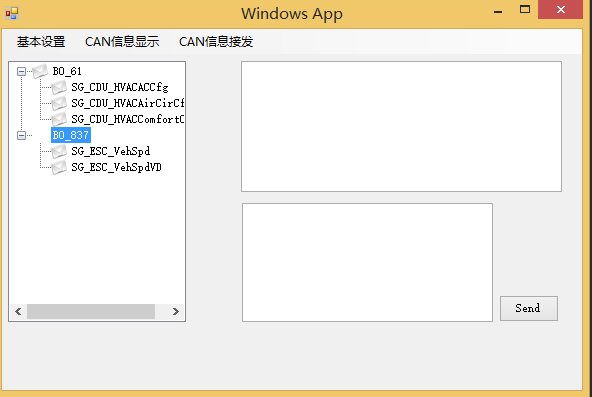 Windows App
基本设置 CAN信息显示 CAN信息接发
BO_61
SG_CDU_HVACACCfg
SG_CDU_HVACAirCirCf
SG_CDU_HVACComfortC
BO_837
SG_ESC_VehSpd
SG_ESC_VehSpdVD
Send